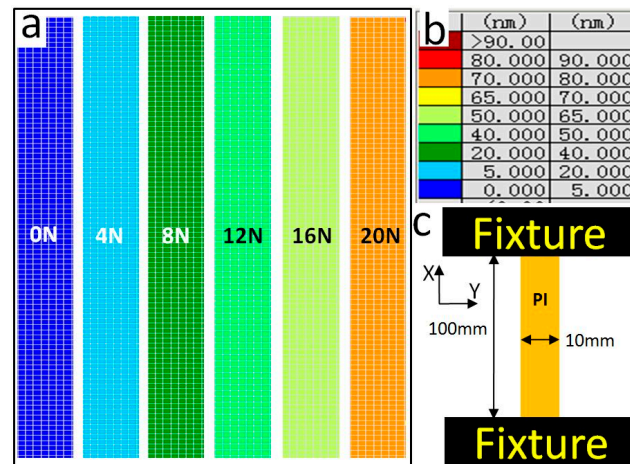 a
0N 4N 8N 12N 16N 20N
b
(nm) (nm)
>90.00
80.000 90.000
70.000 80.000
65.000 70.000
50.000 65.000
40.000 50.000
20.000 40.000
5.000 20.000
0.000 5.000
c
Fixture
X
Y
PI
100mm
10mm
Fixture